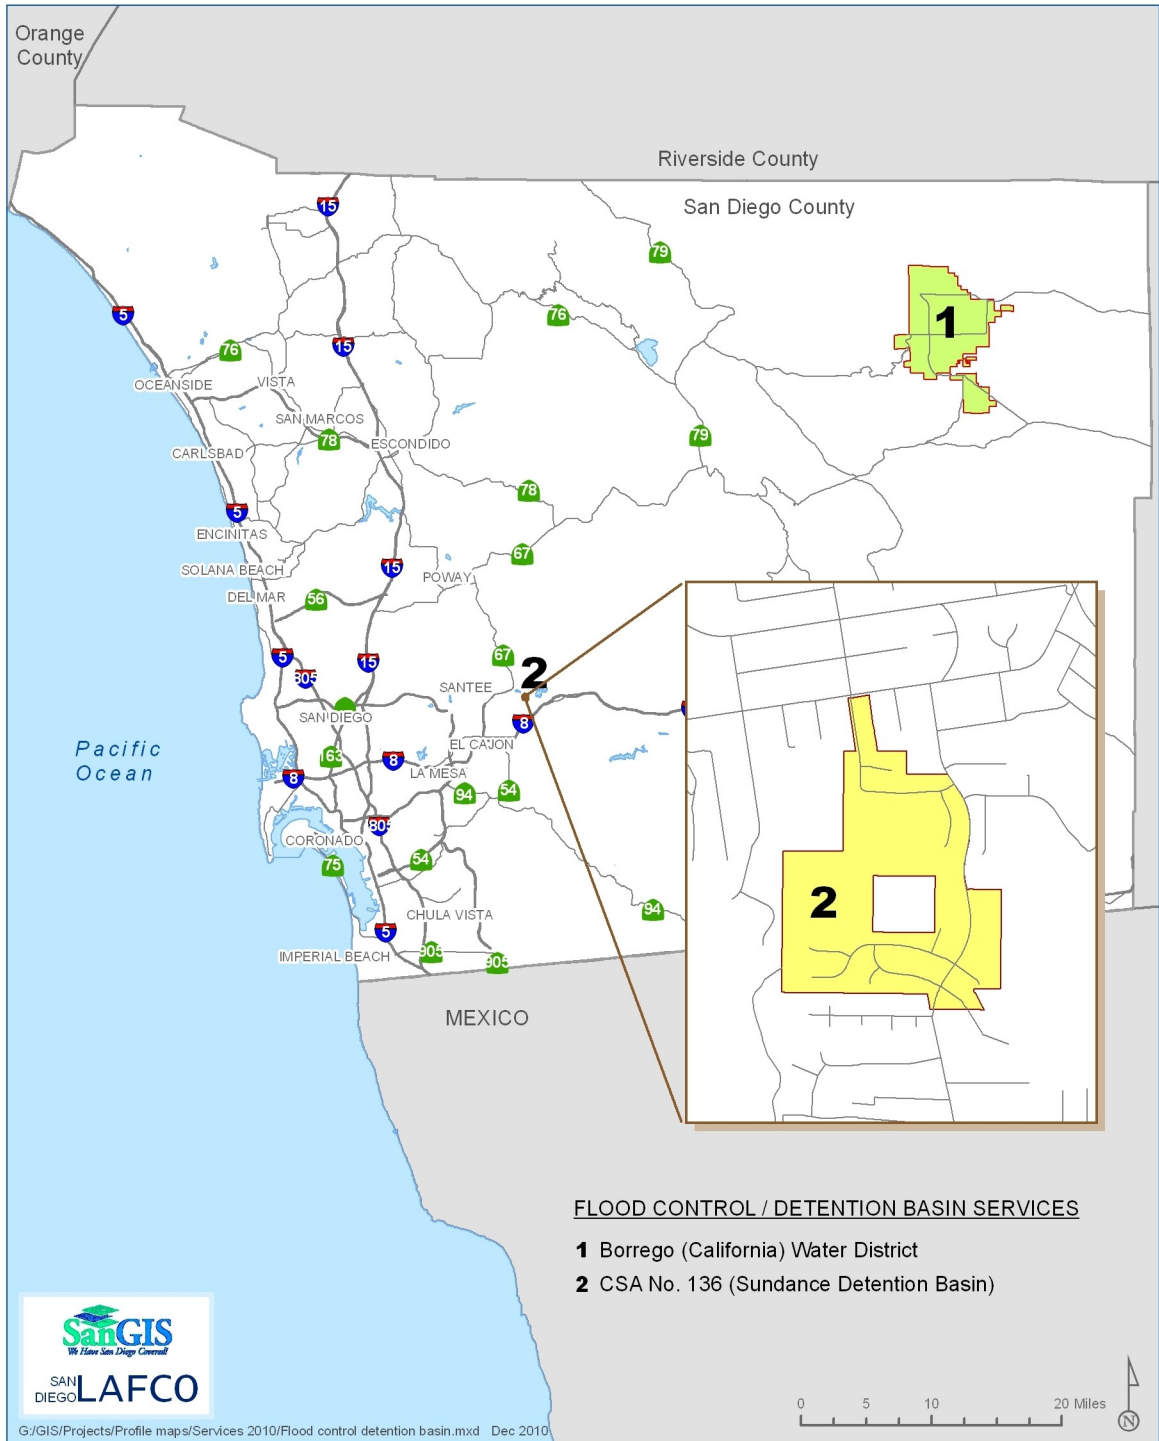 Orange
County
Riverside County
San Diego County
15
79
5
76
76
15
1
OCEANSIDE
VISTA
SAN MARCOS
78
ESCONDIDO
79
CARLSBAD
78
5
ENCINITAS
67
SOLANA BEACH
15
POWAY
DEL MAR
56
5
805
15
67
2
SANTEE
SAN DIEGO
8
Pacific
Ocean
163
8
EL CAJON
8
LA MESA
94
54
805
CORONADO
75
54
2
CHULA VISTA
94
5
905
905
IMPERIAL BEACH
MEXICO
FLOOD CONTROL / DETENTION BASIN SERVICES
1 Borrego (California) Water District
2 CSA No. 136 (Sundance Detention Basin)
SanGIS
We Have San Diego Covered!
SAN
DIEGO LAFCO
0 5 10 20 Miles
N
G:/GIS/Projects/Profile maps/Services 2010/Flood control detention basin.mxd Dec 2010